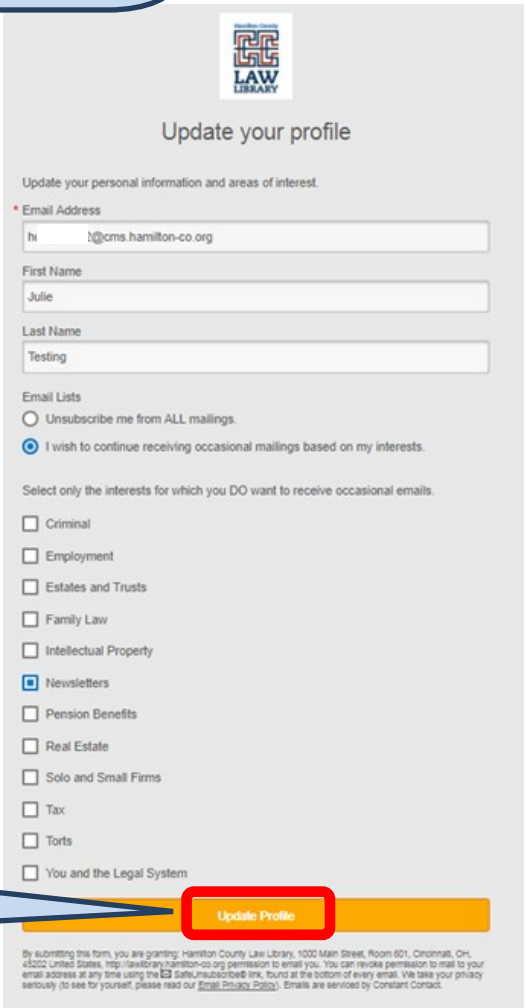 Hamilton County
LAW
LIBRARY
Update your profile
Update your personal information and areas of interest.
* Email Address
2@cms.hamilton-co.org
First Name
Julie
Last Name
Testing
Email Lists
Unsubscribe me from ALL mailings.
I wish to continue receiving occasional mailings based on my interests.
Select only the interests for which you DO want to receive occasional emails.
Criminal
Employment
Estates and Trusts
Family Law
Intellectual Property
Newsletters
Pension Benefits
Real Estate
Solo and Small Firms
Tax
Torts
You and the Legal System
Update Profile
By submitting this form, you are granting: Hamilton County Law Library, 1000 Main Street, Room 601, Cincinnati, OH,
45202 United States, http://lawlibrary.hamilton-co.org permission to email you. You can revoke permission to mail to your
email address at any time using the SafeUnsubscribe® link, found at the bottom of every email. We take your privacy
seriously (to see for yourself, please read our Email Privacy Policy). Emails are serviced by Constant Contact.